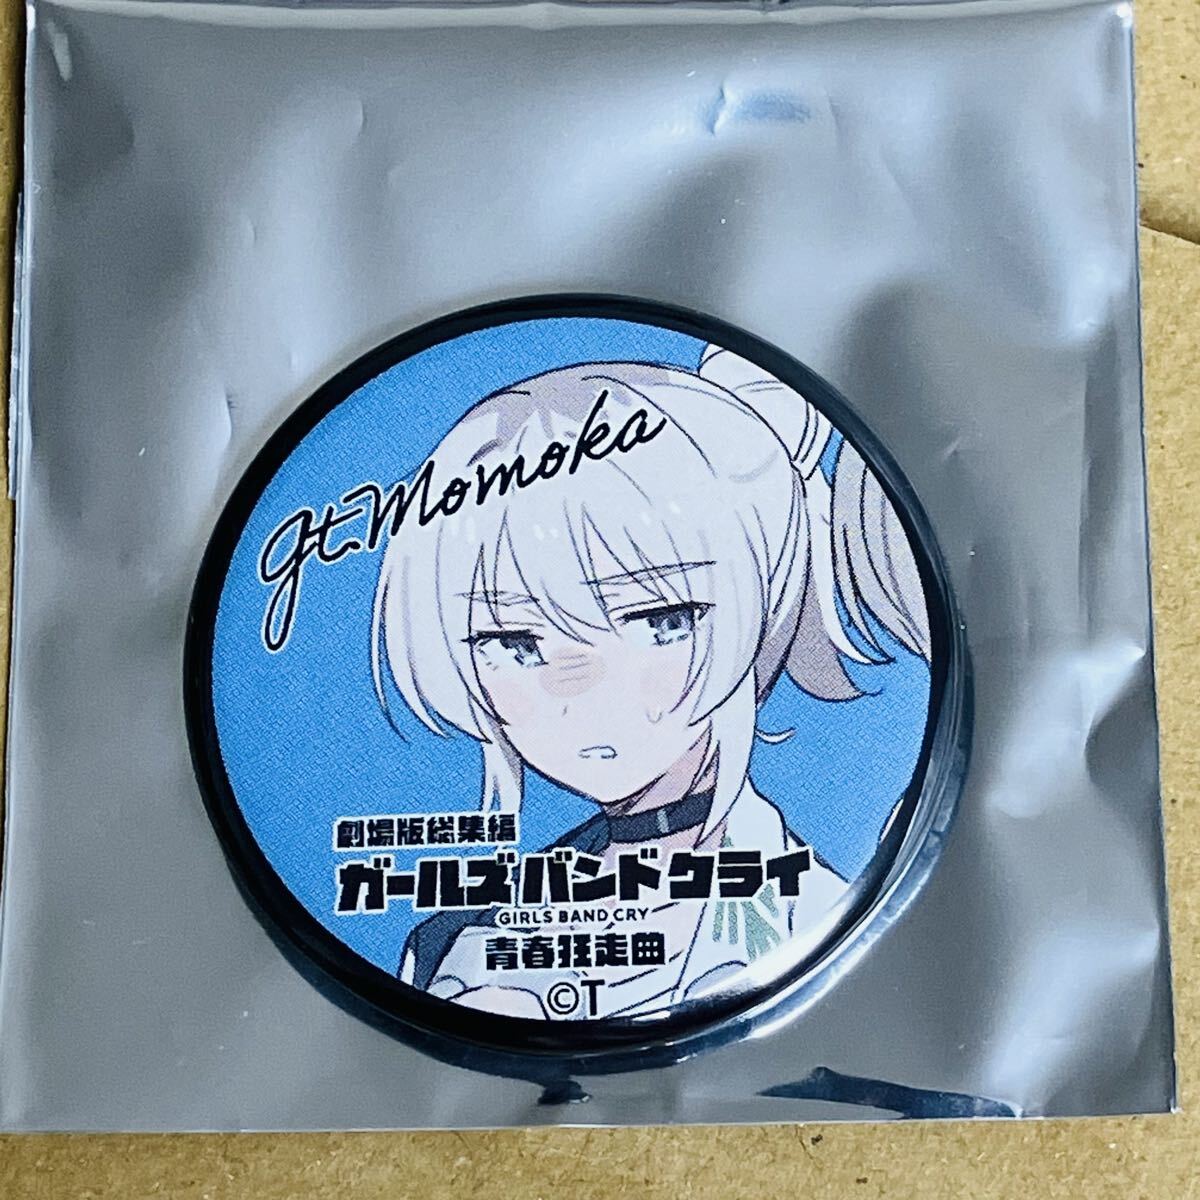 gt.Momoka
劇場版総集編
ガールズバンドクライ
GIRLS BAND CRY
青春狂走曲
©T